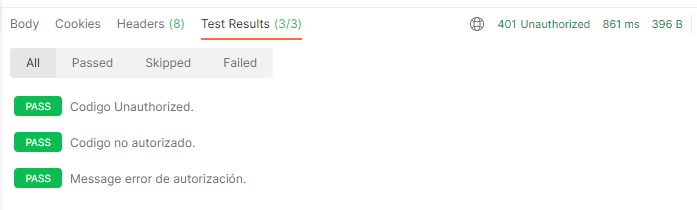 Body Cookies Headers (8) Test Results (3/3) 401 Unauthorized 861 ms 396 B
All Passed Skipped Failed
PASS Codigo Unauthorized.
PASS Codigo no autorizado.
PASS Message error de autorización.